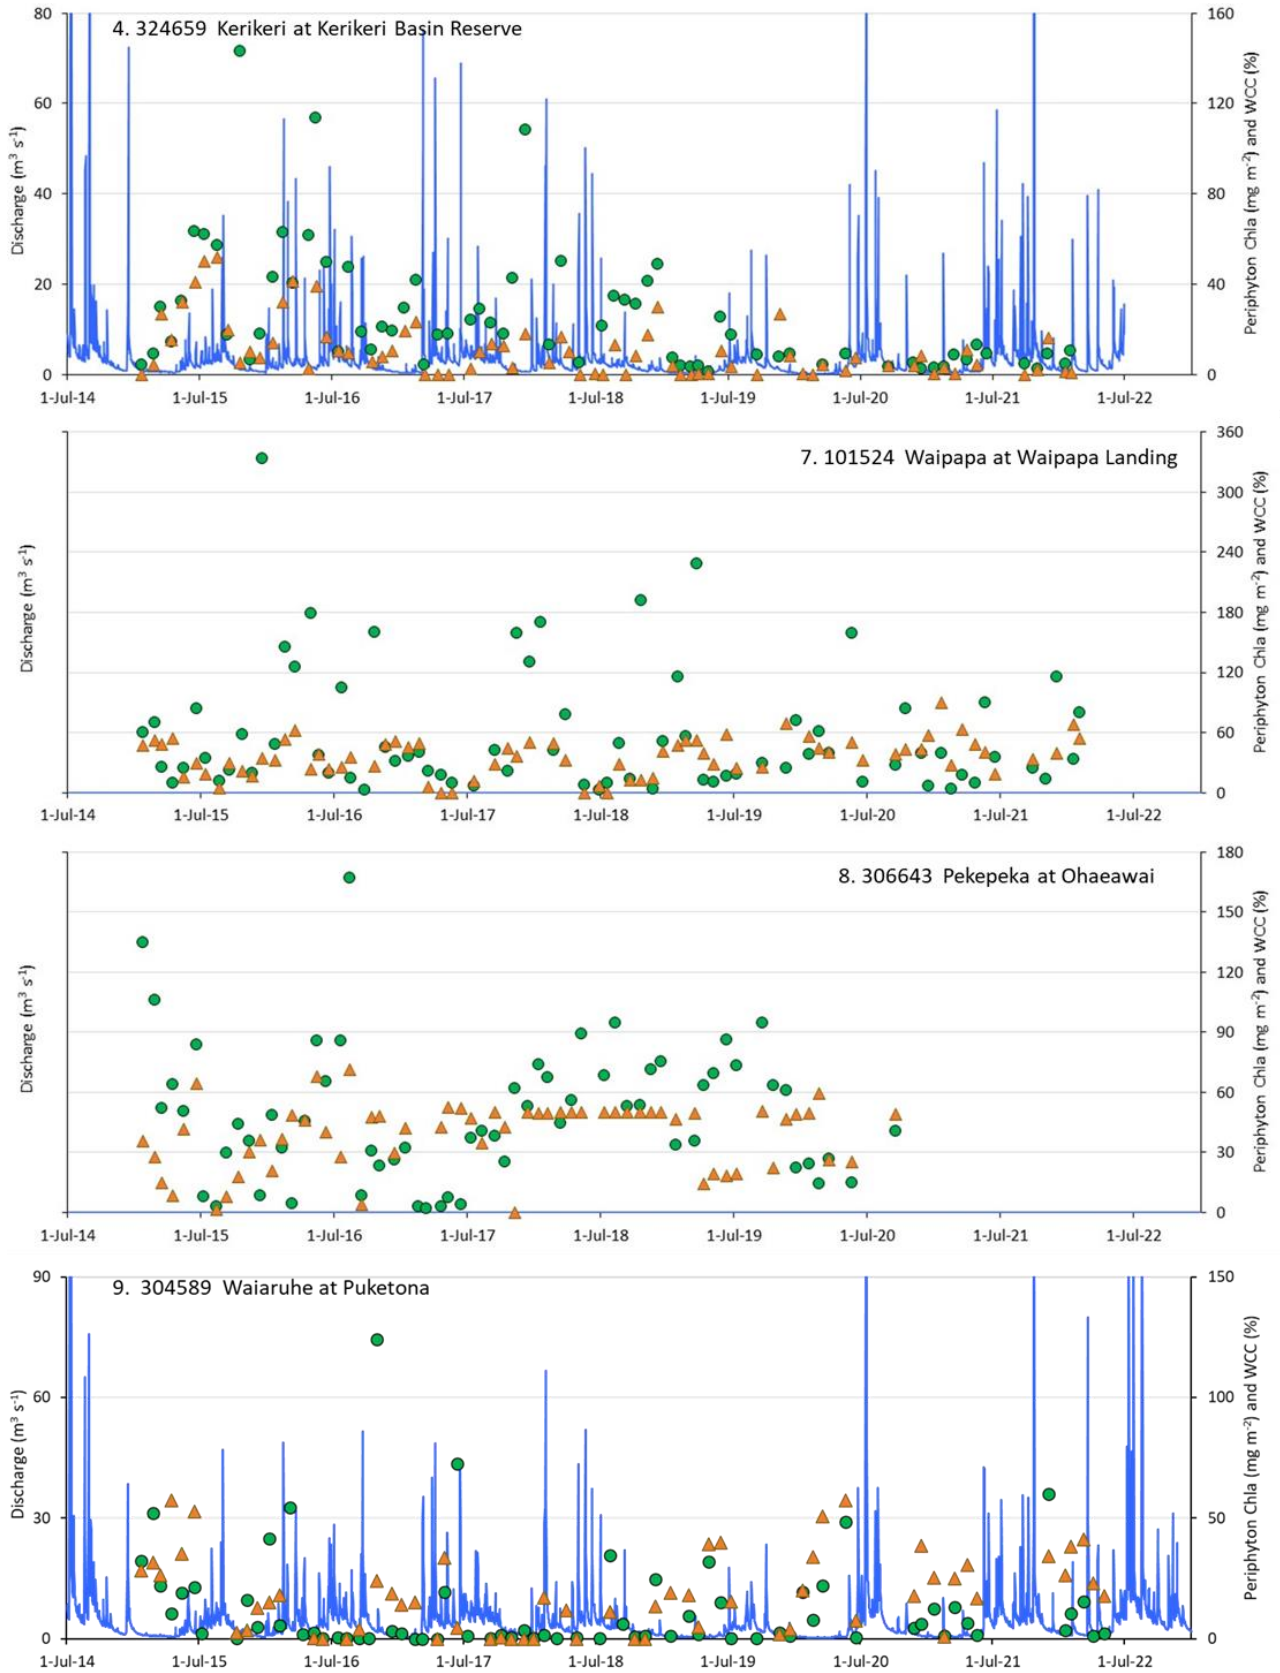 4. 324659 Kerikeri at Kerikeri Basin Reserve
Discharge (m³ s⁻¹)
80
60
40
20
0
160
120
80
40
0
Periphyton Chla (mg m⁻²) and WCC (%)
1-Jul-14 1-Jul-15 1-Jul-16 1-Jul-17 1-Jul-18 1-Jul-19 1-Jul-20 1-Jul-21 1-Jul-22
7. 101524 Waipapa at Waipapa Landing
Discharge (m³ s⁻¹)
360
300
240
180
120
60
0
Periphyton Chla (mg m⁻²) and WCC (%)
1-Jul-14 1-Jul-15 1-Jul-16 1-Jul-17 1-Jul-18 1-Jul-19 1-Jul-20 1-Jul-21 1-Jul-22
8. 306643 Pekepeka at Ohaeawai
Discharge (m³ s⁻¹)
180
150
120
90
60
30
0
Periphyton Chla (mg m⁻²) and WCC (%)
1-Jul-14 1-Jul-15 1-Jul-16 1-Jul-17 1-Jul-18 1-Jul-19 1-Jul-20 1-Jul-21 1-Jul-22
9. 304589 Waiaruhe at Puketona
Discharge (m³ s⁻¹)
90
60
30
0
150
100
50
0
Periphyton Chla (mg m⁻²) and WCC (%)
1-Jul-14 1-Jul-15 1-Jul-16 1-Jul-17 1-Jul-18 1-Jul-19 1-Jul-20 1-Jul-21 1-Jul-22